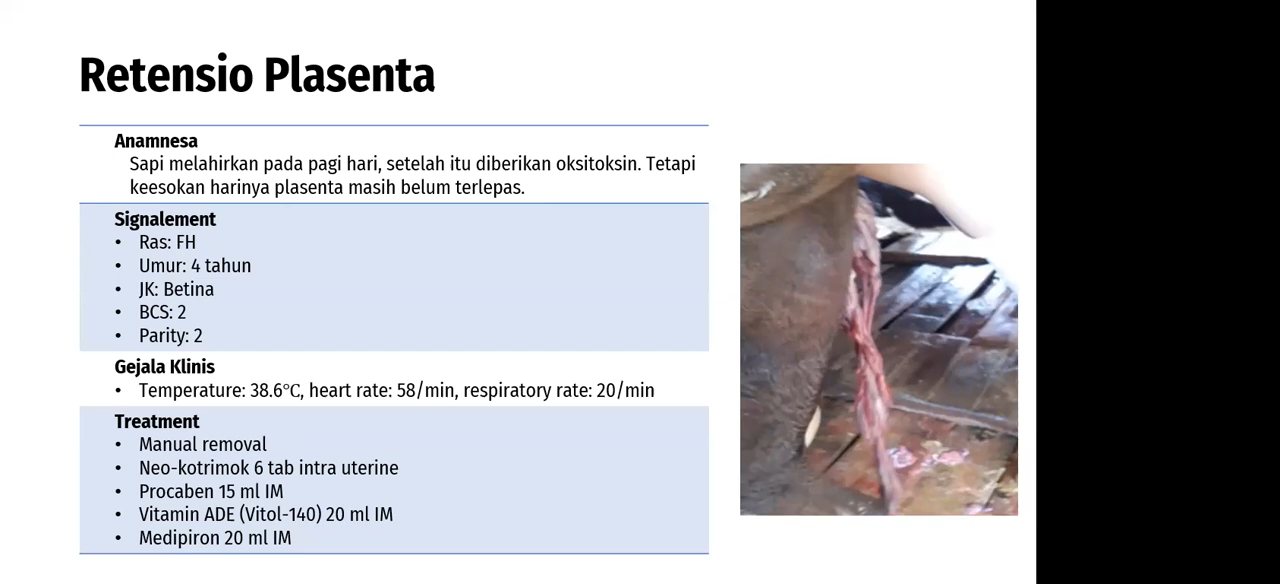 Retensio Plasenta
Anamnesa
Sapi melahirkan pada pagi hari, setelah itu diberikan oksitoksin. Tetapi
keesokan harinya plasenta masih belum terlepas.
Signalement
• Ras: FH
• Umur: 4 tahun
• JK: Betina
• BCS: 2
• Parity: 2
Gejala Klinis
• Temperature: 38.6°C, heart rate: 58/min, respiratory rate: 20/min
Treatment
• Manual removal
• Neo-kotrimok 6 tab intra uterine
• Procaben 15 ml IM
• Vitamin ADE (Vitol-140) 20 ml IM
• Medipiron 20 ml IM